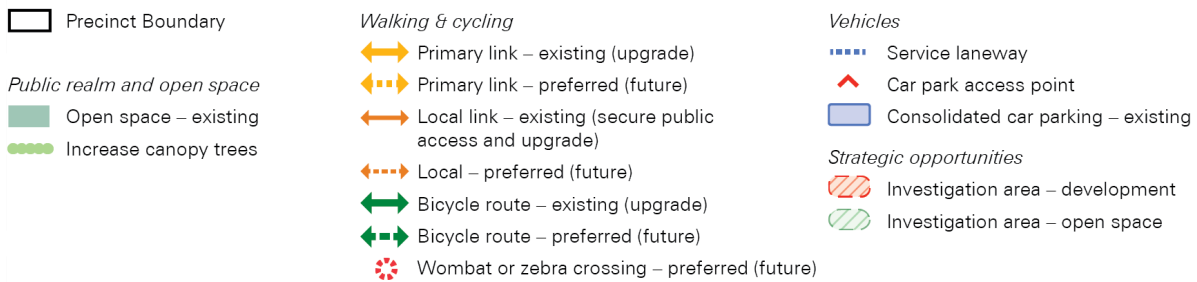 Precinct Boundary
Public realm and open space
Open space – existing
Increase canopy trees
Walking & cycling
Primary link – existing (upgrade)
Primary link – preferred (future)
Local link – existing (secure public
access and upgrade)
Local – preferred (future)
Bicycle route – existing (upgrade)
Bicycle route – preferred (future)
Wombat or zebra crossing – preferred (future)
Vehicles
Service laneway
Car park access point
Consolidated car parking – existing
Strategic opportunities
Investigation area – development
Investigation area – open space